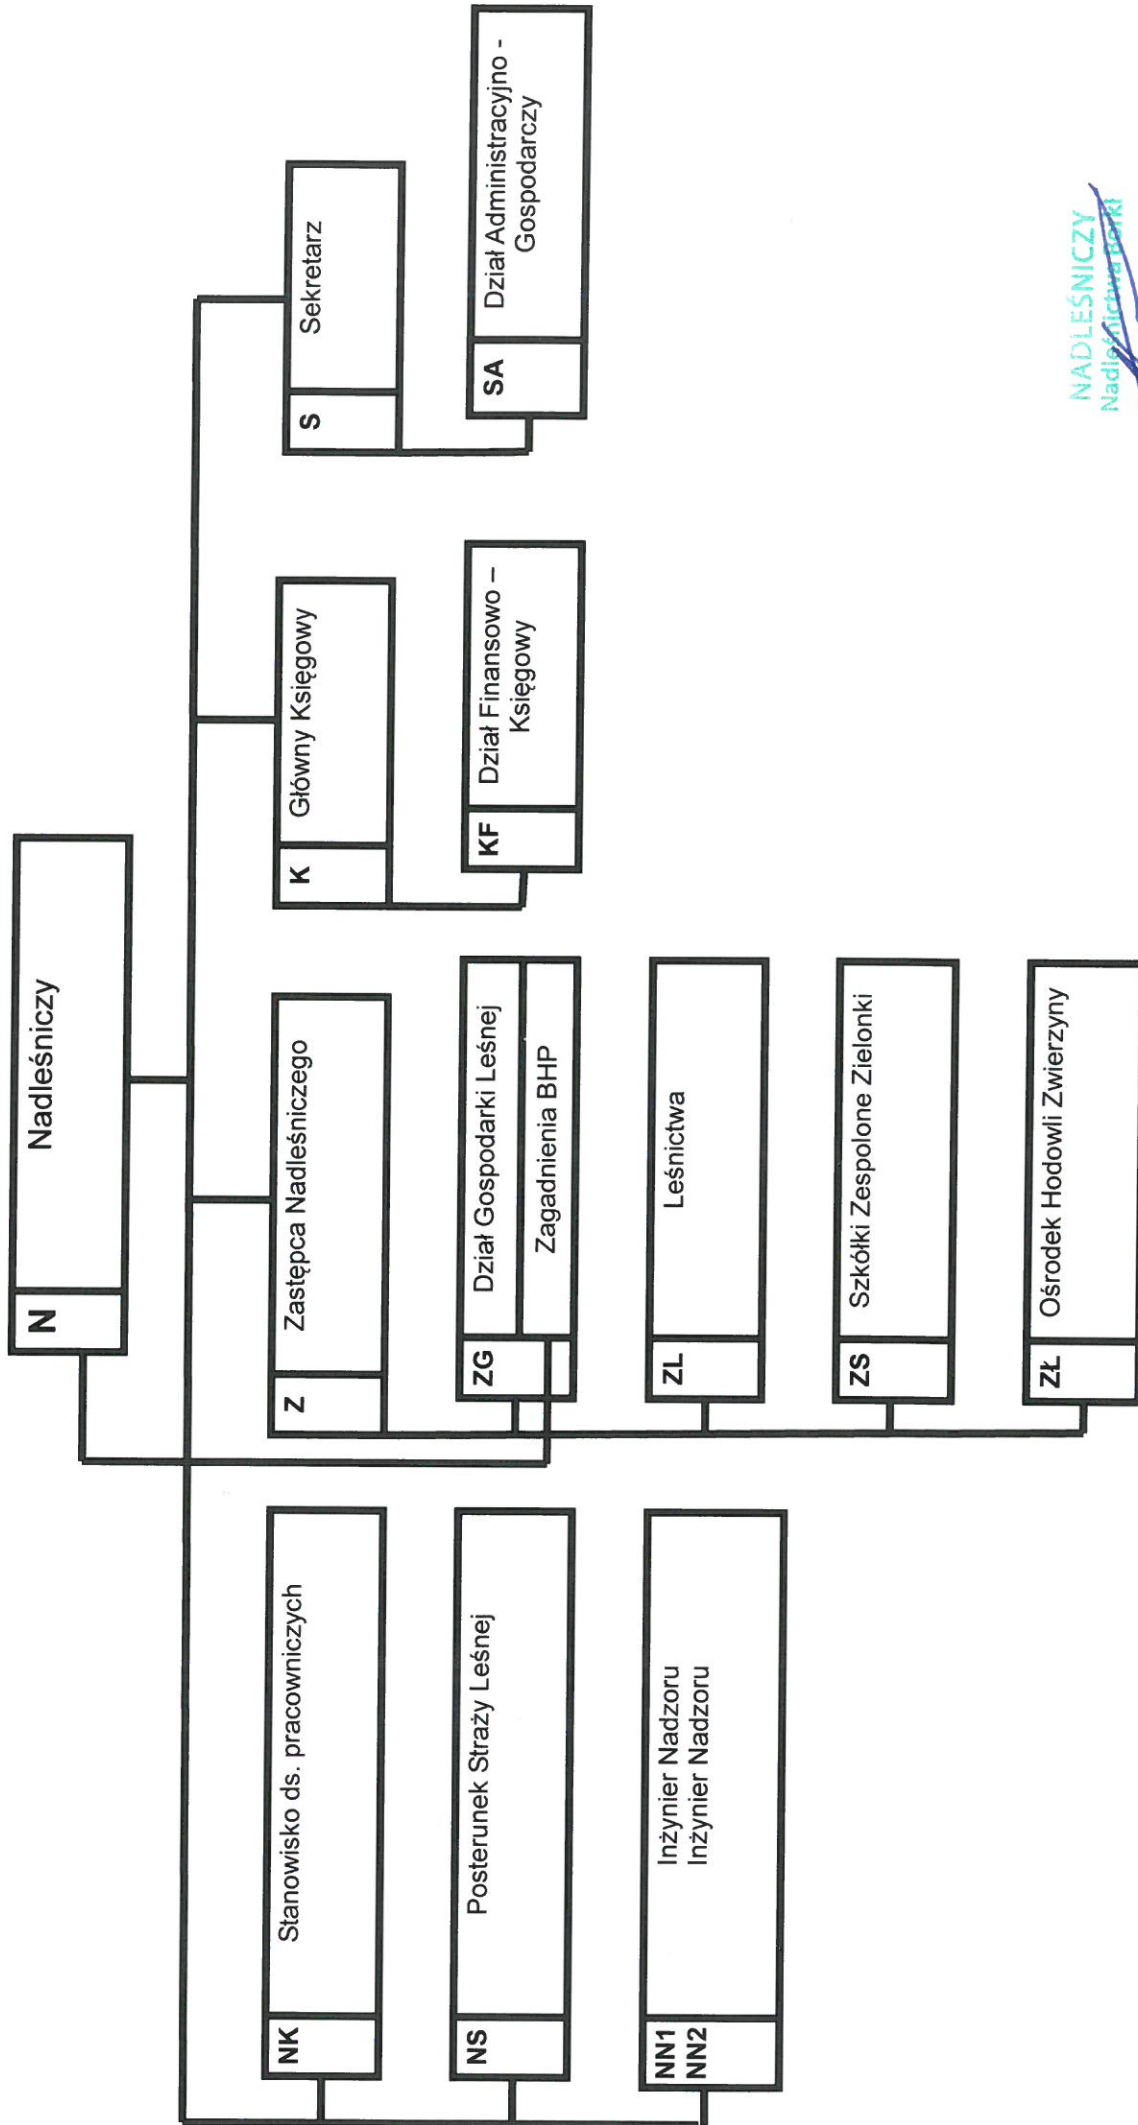 N Nadleśniczy
NK Stanowisko ds. pracowniczych
NS Posterunek Straży Leśnej
NN1 Inżynier Nadzoru
NN2 Inżynier Nadzoru
Z Zastępca Nadleśniczego
ZG Dział Gospodarki Leśnej
Zagadnienia BHP
ZL Leśnictwa
ZS Szkółki Zespolone Zielonki
ZŁ Ośrodek Hodowli Zwierzyny
K Główny Księgowy
KF Dział Finansowo –
Księgowy
S Sekretarz
SA Dział Administracyjno -
Gospodarczy
NADLEŚNICZY
Nadleśnictwa Borki